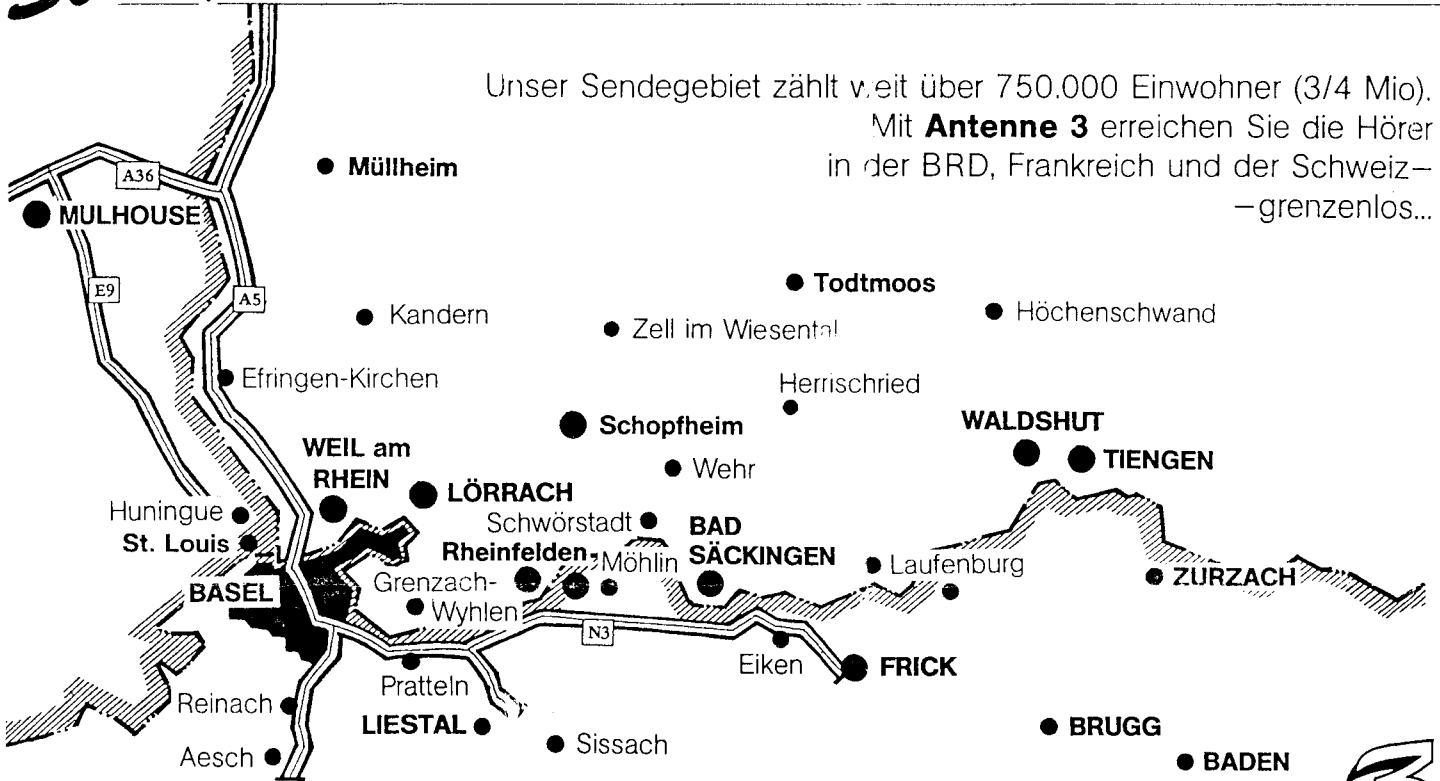 Unser Sendegebiet zählt weit über 750.000 Einwohner (3/4 Mio).
Mit Antenne 3 erreichen Sie die Hörer
in der BRD, Frankreich und der Schweiz–
–grenzenlos...
A36
Müllheim
MULHOUSE
E9
A5
Todtmoos
Kandern
Höchenschwand
Zell im Wiesental
Efringen-Kirchen
Herrischried
Schopfheim
WALDSHUT
TIENGEN
WEIL am
RHEIN
Wehr
LÖRRACH
Huningue
Schwörstadt
BAD
SÄCKINGEN
St. Louis
Rheinfelden-
Möhlin
Laufenburg
BASEL
Grenzach-
Wyhlen
ZURZACH
N3
Eiken
FRICK
Pratteln
Reinach
LIESTAL
BRUGG
Sissach
Aesch
BADEN